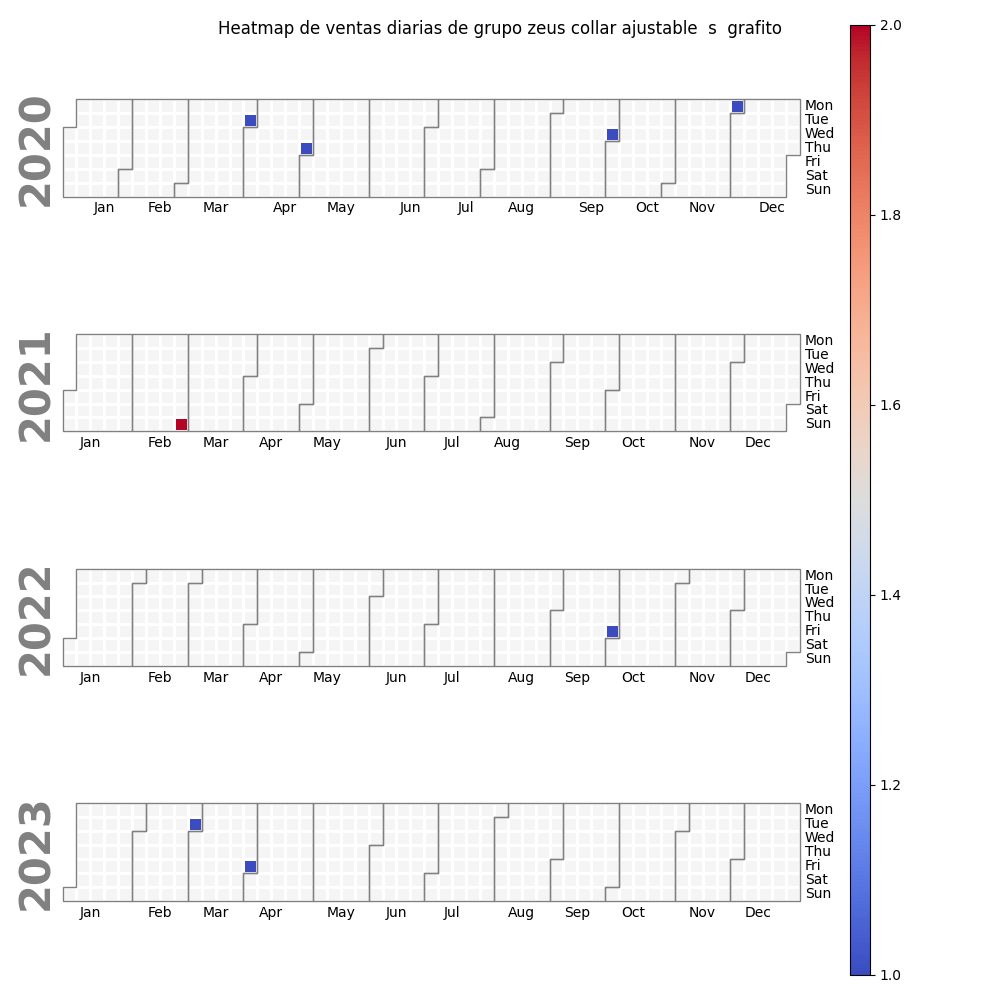 Heatmap de ventas diarias de grupo zeus collar ajustable  s  grafito
2020
Mon
Tue
Wed
Thu
Fri
Sat
Sun
Jan Feb Mar Apr May Jun Jul Aug Sep Oct Nov Dec
2021
Mon
Tue
Wed
Thu
Fri
Sat
Sun
Jan Feb Mar Apr May Jun Jul Aug Sep Oct Nov Dec
2022
Mon
Tue
Wed
Thu
Fri
Sat
Sun
Jan Feb Mar Apr May Jun Jul Aug Sep Oct Nov Dec
2023
Mon
Tue
Wed
Thu
Fri
Sat
Sun
Jan Feb Mar Apr May Jun Jul Aug Sep Oct Nov Dec
2.0
1.8
1.6
1.4
1.2
1.0